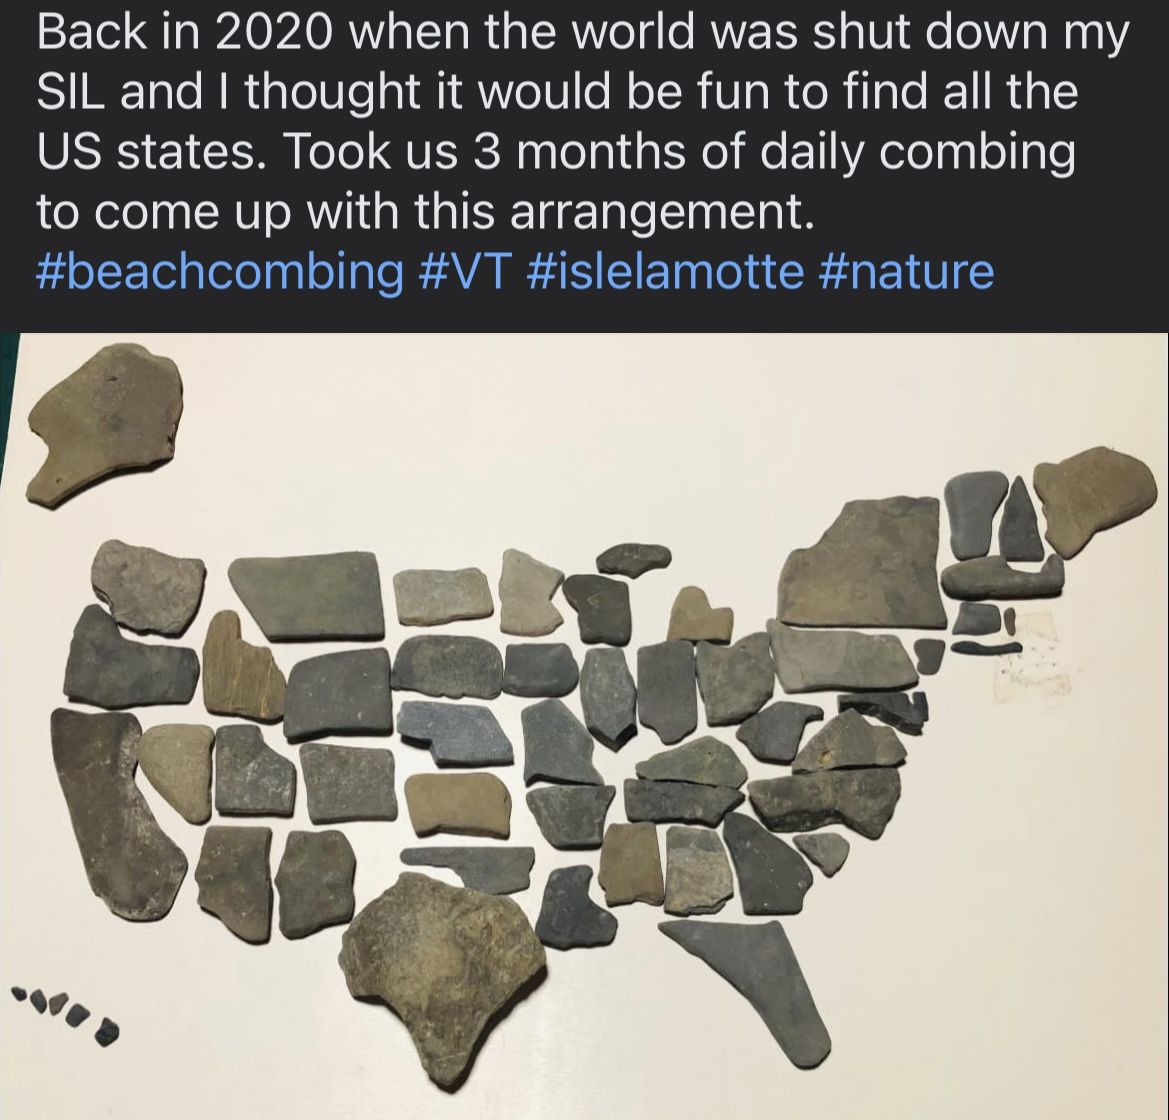 Back in 2020 when the world was shut down my
SIL and I thought it would be fun to find all the
US states. Took us 3 months of daily combing
to come up with this arrangement.
#beachcombing #VT #islelamotte #nature